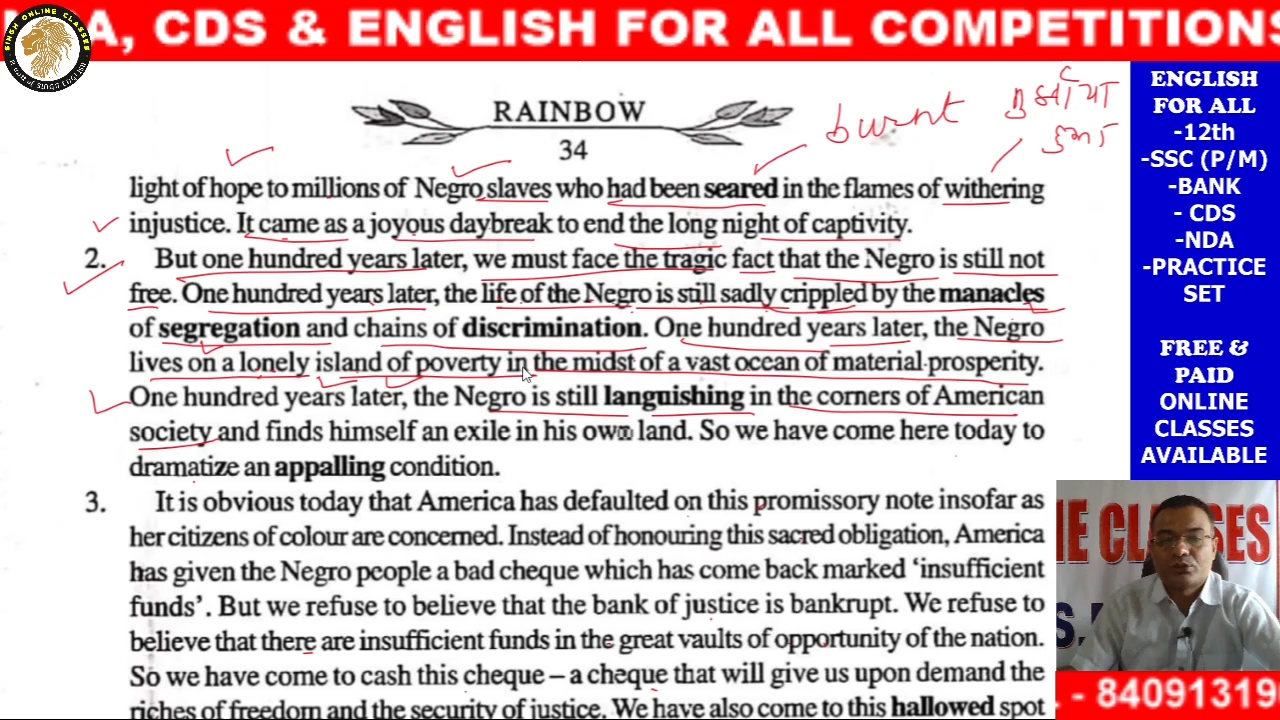 A, CDS & ENGLISH FOR ALL COMPETITIONS
SINGH ONLINE CLASSES
RAINBOW
34
burnt
light of hope to millions of Negro slaves who had been seared in the flames of withering
injustice. It came as a joyous daybreak to end the long night of captivity.
2. But one hundred years later, we must face the tragic fact that the Negro is still not
free. One hundred years later, the life of the Negro is still sadly crippled by the manacles
of segregation and chains of discrimination. One hundred years later, the Negro
lives on a lonely island of poverty in the midst of a vast ocean of material prosperity.
One hundred years later, the Negro is still languishing in the corners of American
society and finds himself an exile in his own land. So we have come here today to
dramatize an appalling condition.
3. It is obvious today that America has defaulted on this promissory note insofar as
her citizens of colour are concerned. Instead of honouring this sacred obligation, America
has given the Negro people a bad cheque which has come back marked ‘insufficient
funds’. But we refuse to believe that the bank of justice is bankrupt. We refuse to
believe that there are insufficient funds in the great vaults of opportunity of the nation.
So we have come to cash this cheque – a cheque that will give us upon demand the
riches of freedom and the security of justice. We have also come to this hallowed spot
ENGLISH
FOR ALL
-12th
-SSC (P/M)
-BANK
- CDS
-NDA
-PRACTICE
SET
FREE &
PAID
ONLINE
CLASSES
AVAILABLE
NE CLASSES
S.
- 84091319